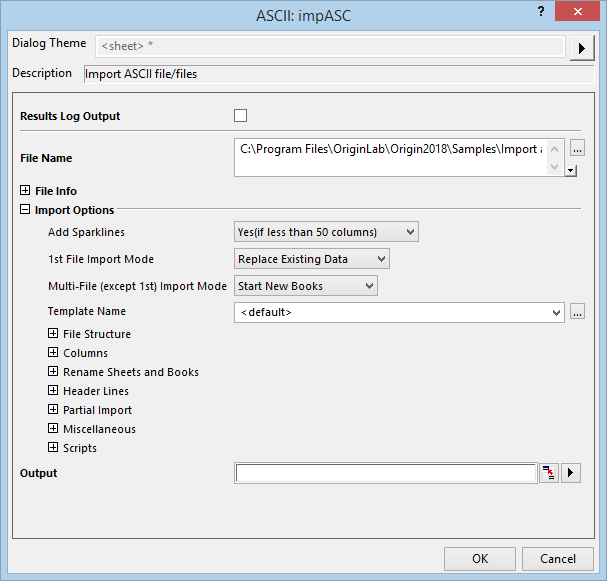 ASCII: impASC
?
Dialog Theme <sheet> *
Description Import ASCII file/files
Results Log Output
File Name C:\Program Files\OriginLab\Origin2018\Samples\Import a
...
File Info
Import Options
Add Sparklines Yes(if less than 50 columns)
1st File Import Mode Replace Existing Data
Multi-File (except 1st) Import Mode Start New Books
Template Name <default> ...
File Structure
Columns
Rename Sheets and Books
Header Lines
Partial Import
Miscellaneous
Scripts
Output
OK Cancel